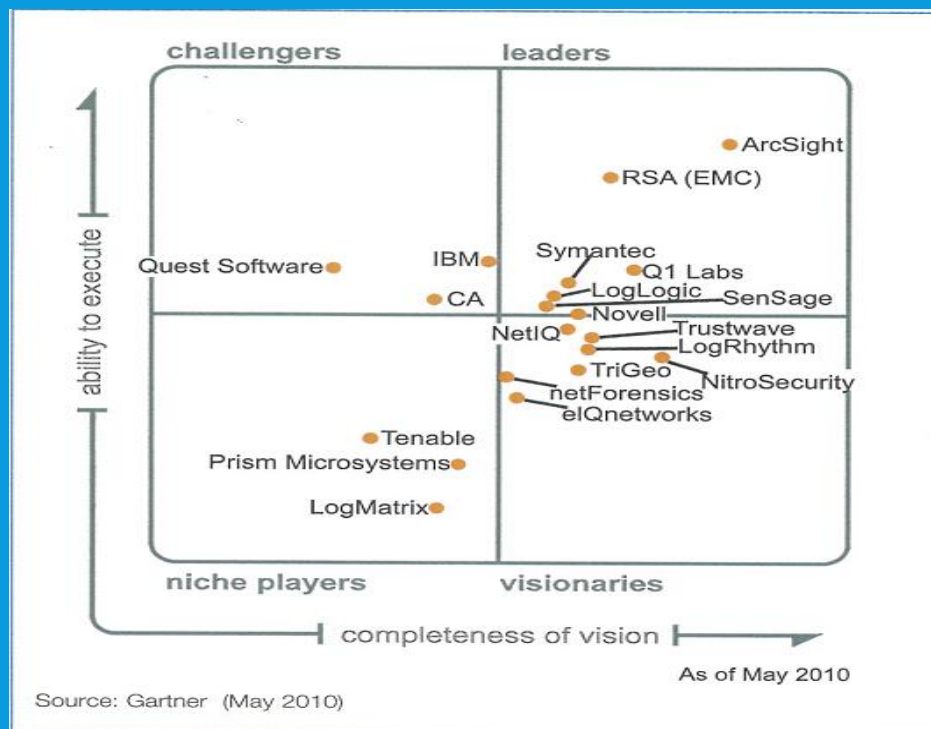 challengers
leaders
ArcSight
RSA (EMC)
Symantec
IBM
Quest Software
Q1 Labs
LogLogic
CA
SenSage
Novell
NetIQ
Trustwave
LogRhythm
TriGeo
NitroSecurity
netForensics
eIQnetworks
Tenable
Prism Microsystems
LogMatrix
ability to execute
niche players
visionaries
completeness of vision
As of May 2010
Source: Gartner (May 2010)